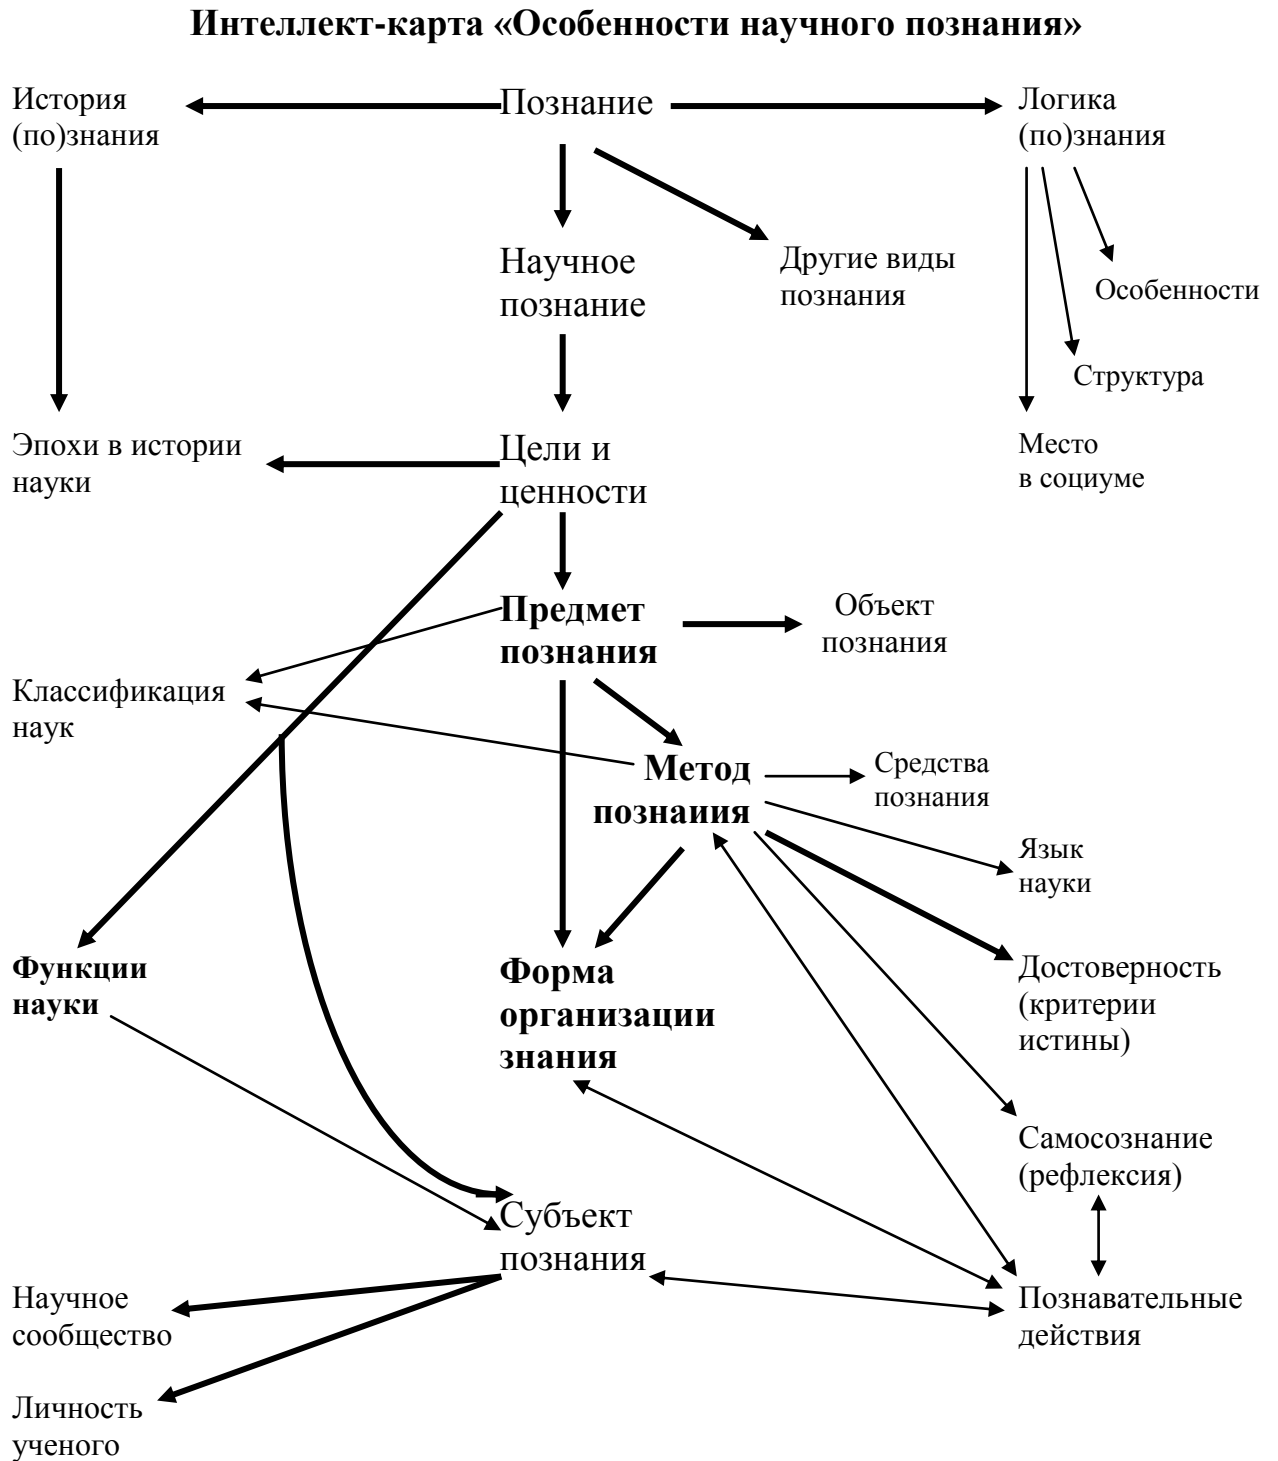 Интеллект-карта «Особенности научного познания»
История
(по)знания
Познание
Логика
(по)знания
Научное
познание
Другие виды
познания
Особенности
Структура
Эпохи в истории
науки
Цели и
ценности
Место
в социуме
Предмет
познания
Объект
познания
Классификация
наук
Метод
познаиия
Средства
познания
Язык
науки
Функции
науки
Форма
организации
знания
Достоверность
(критерии
истины)
Самосознание
(рефлексия)
Субъект
познания
Научное
сообщество
Познавательные
действия
Личность
ученого